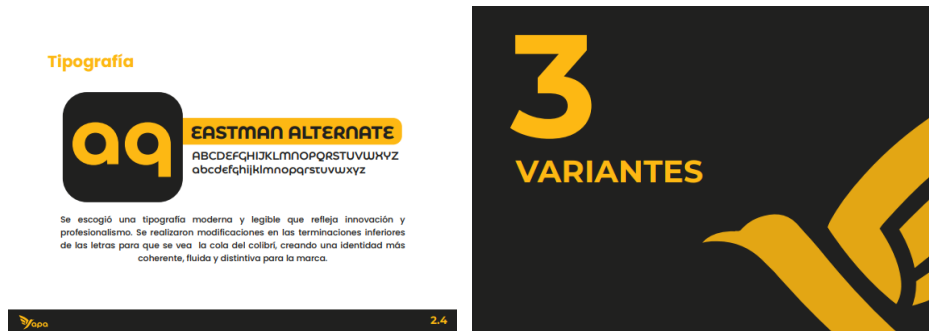 Tipografía
aq
EASTMAN ALTERNATE
ABCDEFGHIJKLMNOPQRSTUVWXYZ
abcdefghijklmnopqrstuvwxyz
Se escogió una tipografía moderna y legible que refleja innovación y
profesionalismo. Se realizaron modificaciones en las terminaciones inferiores
de las letras para que se vea la cola del colibrí, creando una identidad más
coherente, fluida y distintiva para la marca.
Yapa
2.4
3
VARIANTES